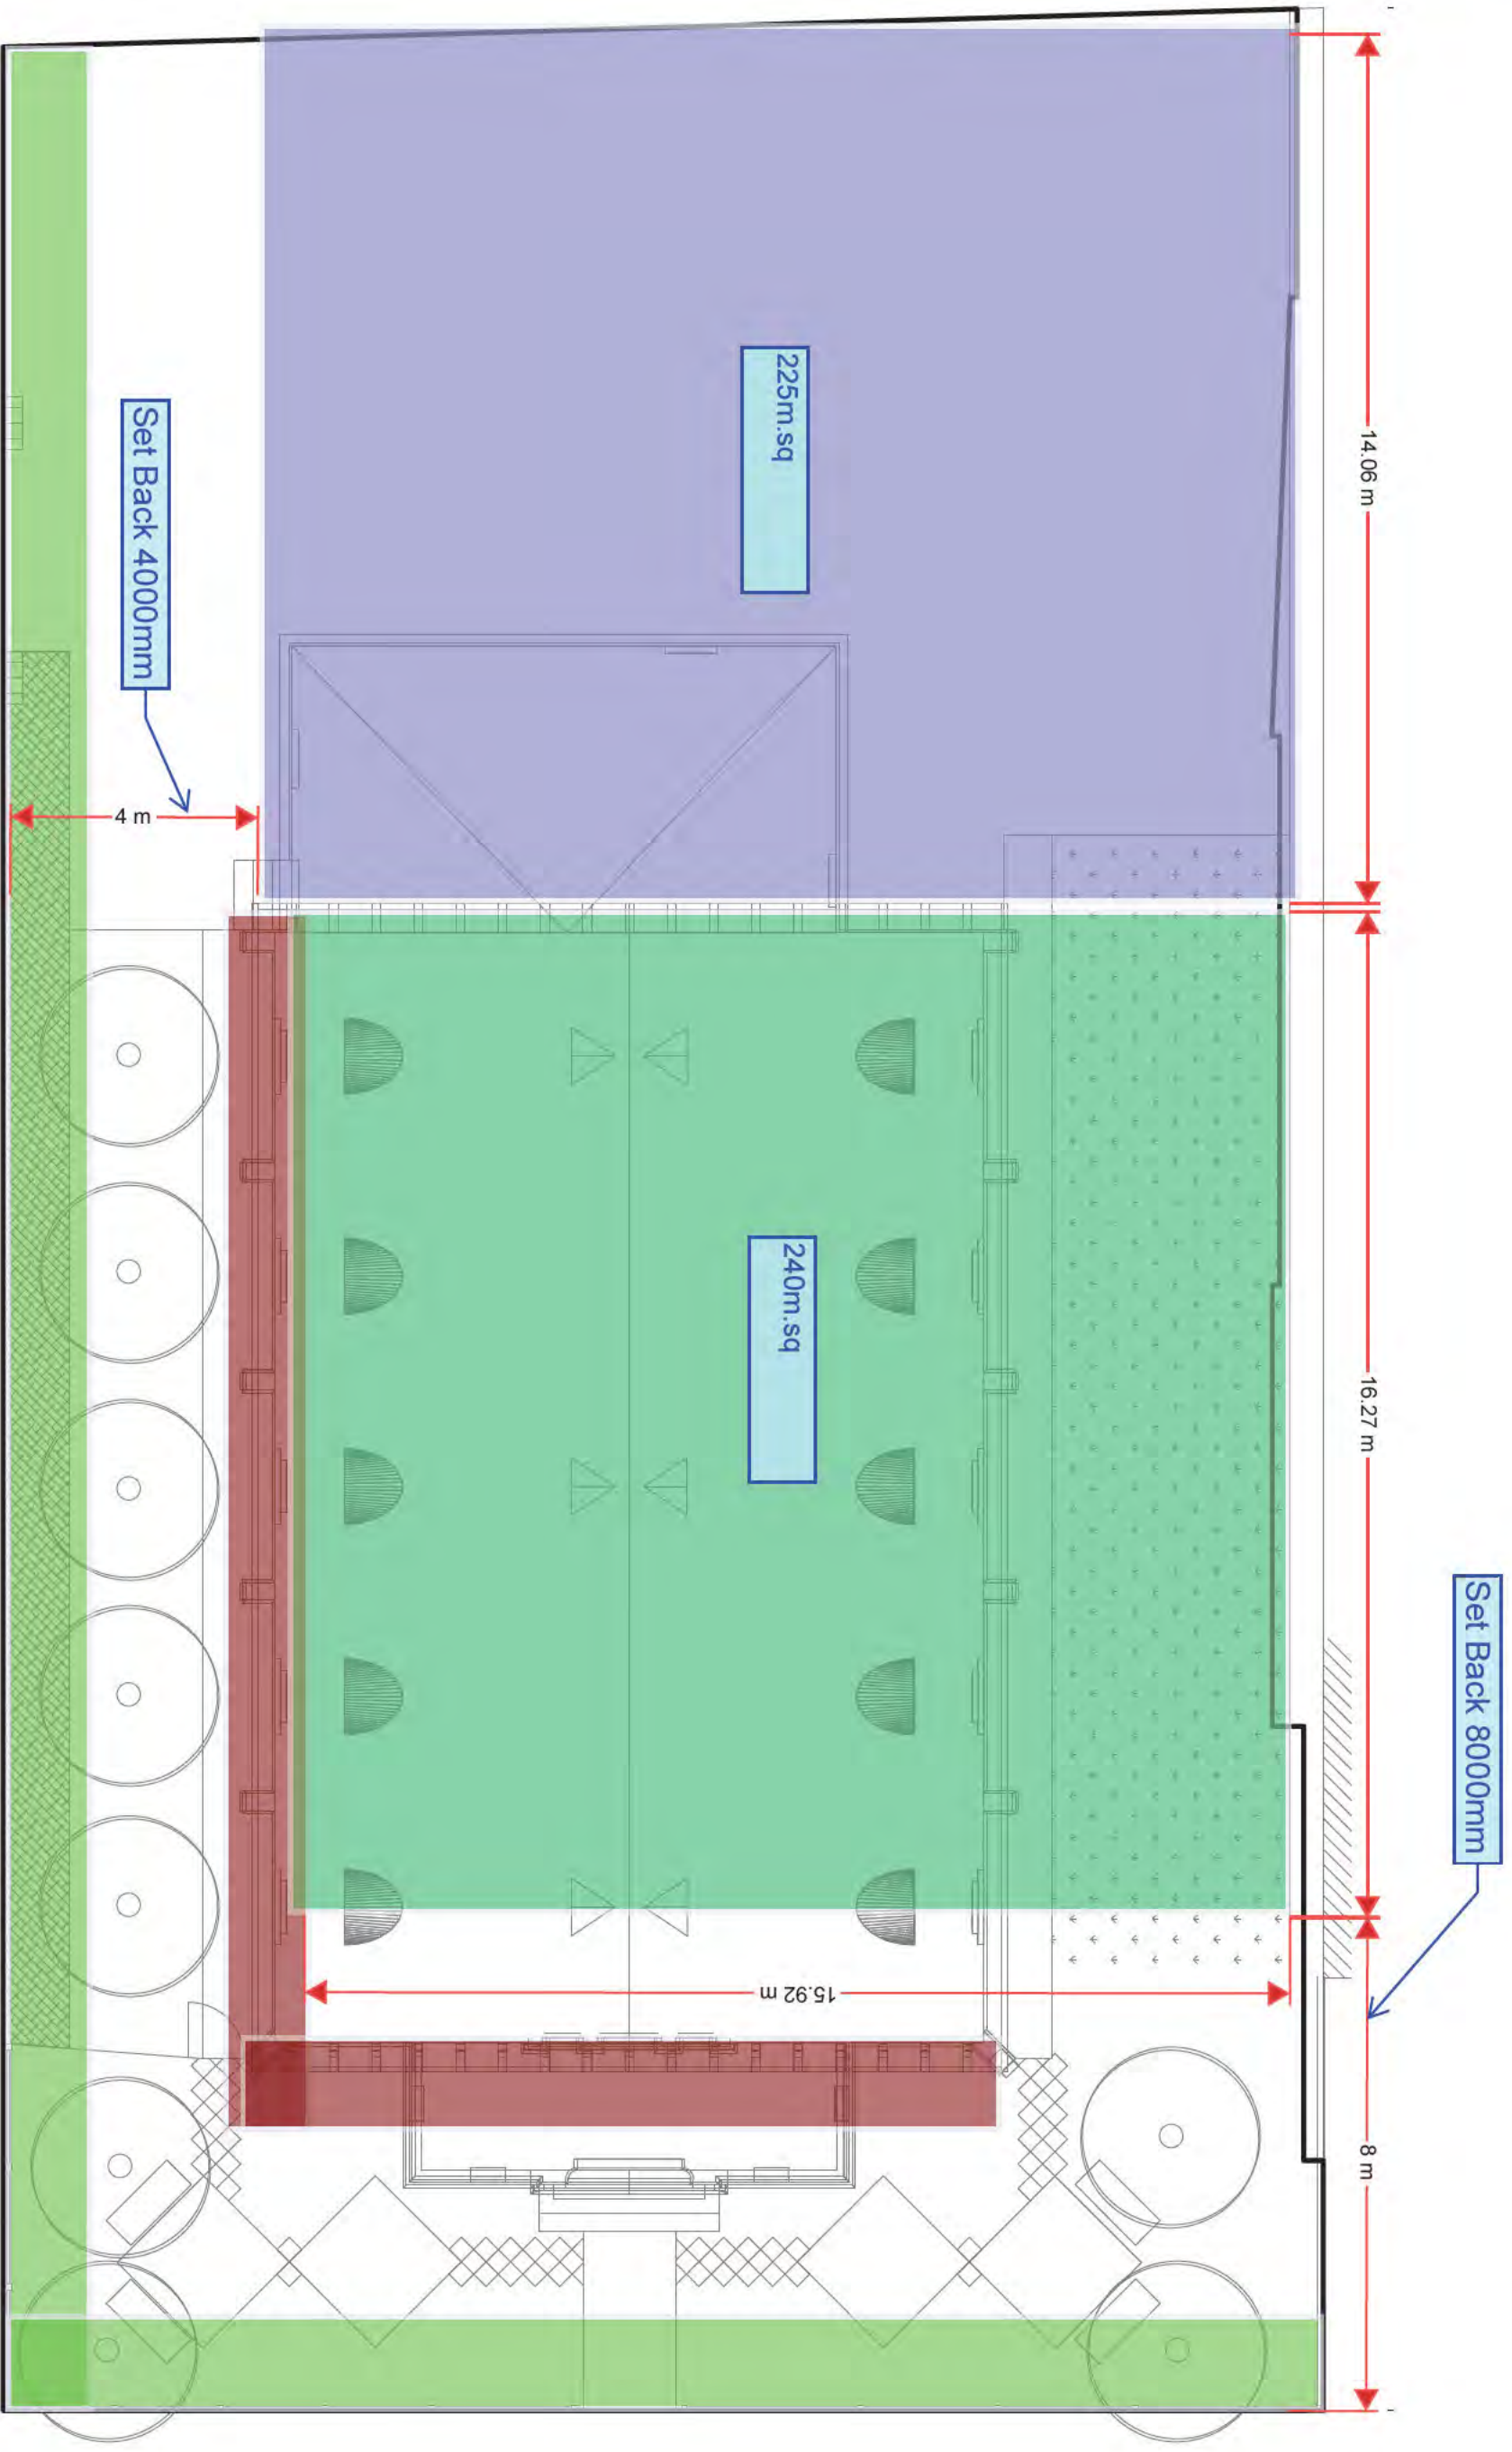 Set Back 8000mm
14.06 m
16.27 m
8 m
225m.sq
240m.sq
15.92 m
Set Back 4000mm
4 m